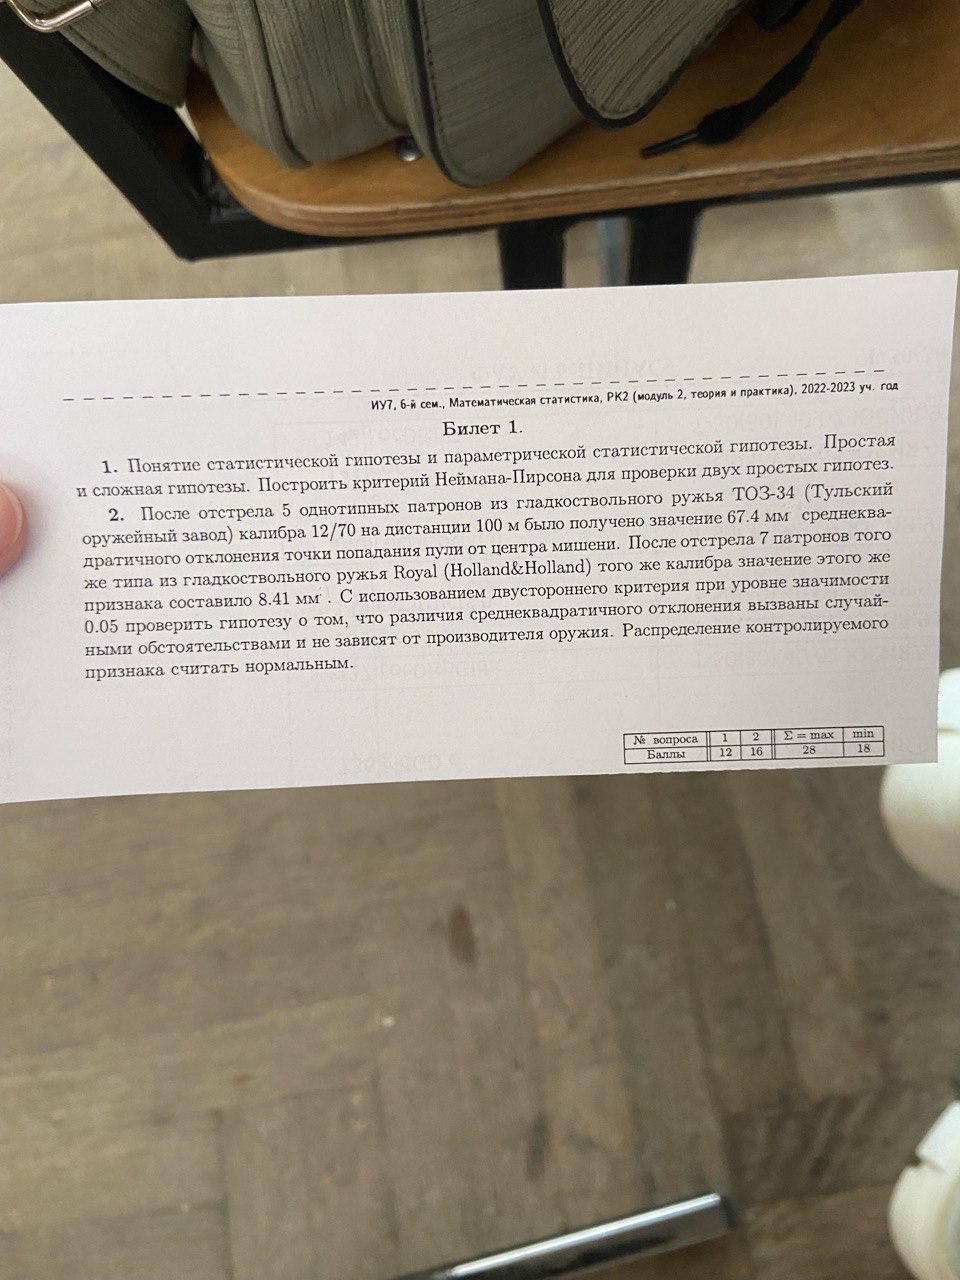 ИУ7, 6-й сем., Математическая статистика, РК2 (модуль 2, теория и практика), 2022-2023 уч. год
Билет 1.
1. Понятие статистической гипотезы и параметрической статистической гипотезы. Простая
и сложная гипотезы. Построить критерий Неймана-Пирсона для проверки двух простых гипотез.
2. После отстрела 5 однотипных патронов из гладкоствольного ружья ТОЗ-34 (Тульский
оружейный завод) калибра 12/70 на дистанции 100 м было получено значение 67.4 мм среднеква-
дратичного отклонения точки попадания пули от центра мишени. После отстрела 7 патронов того
же типа из гладкоствольного ружья Royal (Holland&Holland) того же калибра значение этого же
признака составило 8.41 мм . С использованием двустороннего критерия при уровне значимости
0.05 проверить гипотезу о том, что различия среднеквадратичного отклонения вызваны случай-
ными обстоятельствами и не зависят от производителя оружия. Распределение контролируемого
признака считать нормальным.
№ вопроса 1 2 Σ = max min
Баллы 12 16 28 18